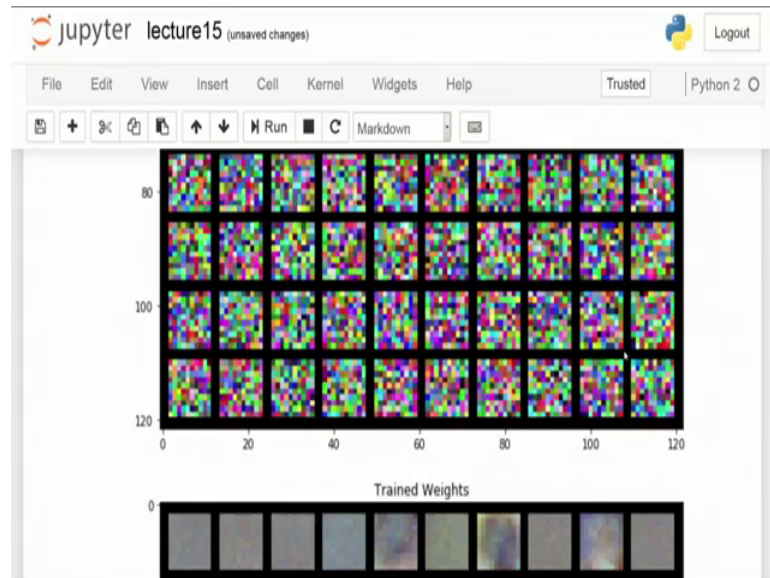 jupyter lecture15 (unsaved changes) Logout
File Edit View Insert Cell Kernel Widgets Help Trusted Python 2
Run Markdown
80
100
120
0 20 40 60 80 100 120
Trained Weights
0